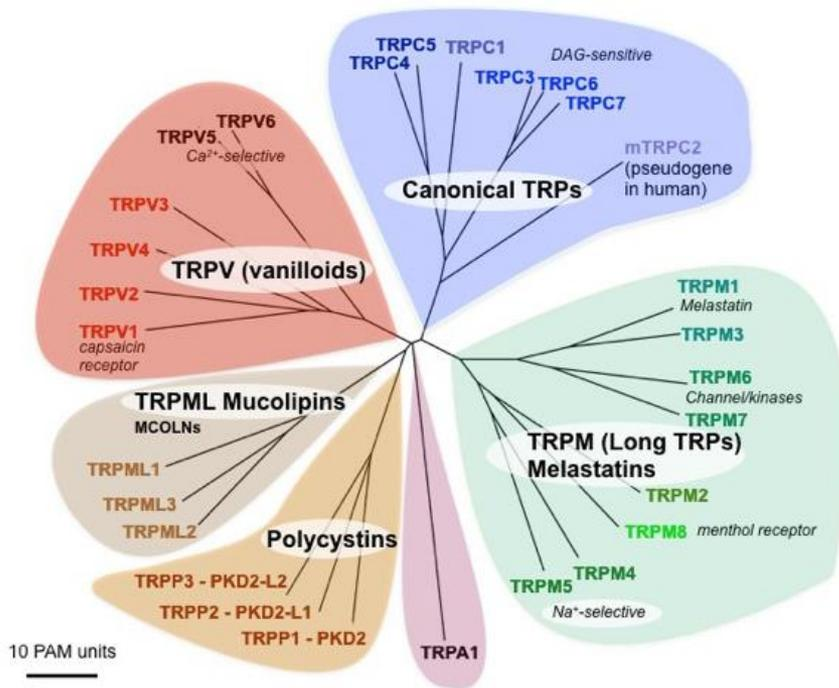 TRPC5
TRPC1
TRPC4
DAG-sensitive
TRPC3
TRPC6
TRPC7
mTRPC2
(pseudogene
in human)
Canonical TRPs
TRPV6
TRPV5
Ca²⁺-selective
TRPV3
TRPV4
TRPV (vanilloids)
TRPV2
TRPV1
capsaicin
receptor
TRPM1
Melastatin
TRPM3
TRPM6
Channel/kinases
TRPM7
TRPM (Long TRPs)
Melastatins
TRPM2
TRPM8 menthol receptor
TRPM4
TRPM5
Na⁺-selective
TRPML Mucolipins
MCOLNs
TRPML1
TRPML3
TRPML2
Polycystins
TRPP3 - PKD2-L2
TRPP2 - PKD2-L1
TRPP1 - PKD2
TRPA1
10 PAM units